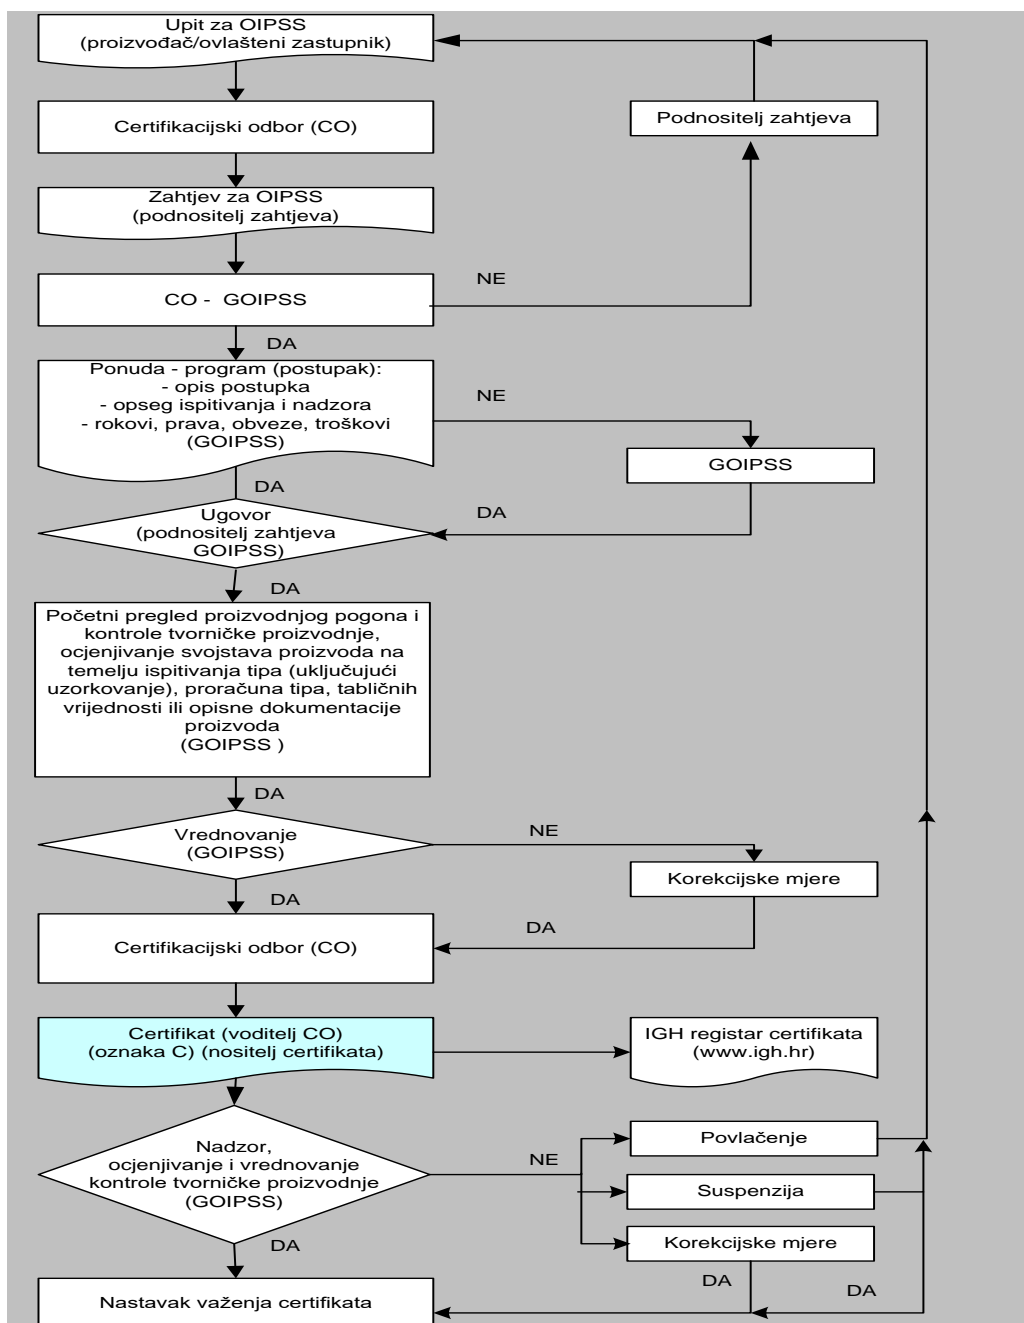 Upit za OIPSS
(proizvođač/ovlašteni zastupnik)
Certifikacijski odbor (CO)
Podnositelj zahtjeva
Zahtjev za OIPSS
(podnositelj zahtjeva)
CO - GOIPSS
NE
DA
Ponuda - program (postupak):
- opis postupka
- opseg ispitivanja i nadzora
- rokovi, prava, obveze, troškovi
(GOIPSS)
NE
GOIPSS
DA
DA
Ugovor
(podnositelj zahtjeva
GOIPSS)
DA
Početni pregled proizvodnjog pogona i
kontrole tvorničke proizvodnje,
ocjenjivanje svojstava proizvoda na
temelju ispitivanja tipa (uključujući
uzorkovanje), proračuna tipa, tabličnih
vrijednosti ili opisne dokumentacije
proizvoda
(GOIPSS )
DA
Vrednovanje
(GOIPSS)
NE
Korekcijske mjere
DA
DA
Certifikacijski odbor (CO)
Certifikat (voditelj CO)
(oznaka C) (nositelj certifikata)
IGH registar certifikata
(www.igh.hr)
Nadzor,
ocjenjivanje i vrednovanje
kontrole tvorničke proizvodnje
(GOIPSS)
NE
Povlačenje
Suspenzija
Korekcijske mjere
DA
DA
DA
Nastavak važenja certifikata